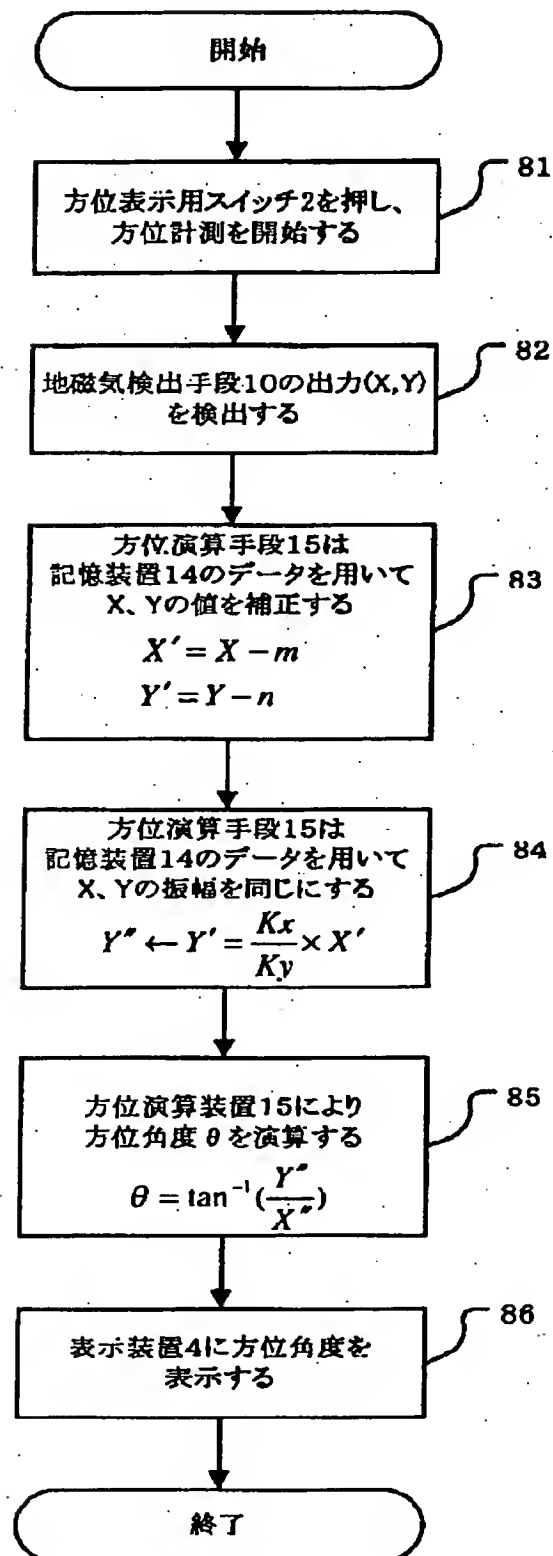 開始
81
方位表示用スイッチ2を押し、
方位計測を開始する
82
地磁気検出手段10の出力(X,Y)
を検出する
83
方位演算手段15は
記憶装置14のデータを用いて
X、Yの値を補正する
X′ = X − m
Y′ = Y − n
84
方位演算手段15は
記憶装置14のデータを用いて
X、Yの振幅を同じにする
Y″ ← Y′ = Kx/Ky × X′
85
方位演算装置15により
方位角度θを演算する
θ = tan⁻¹(Y″/X″)
86
表示装置4に方位角度を
表示する
終了